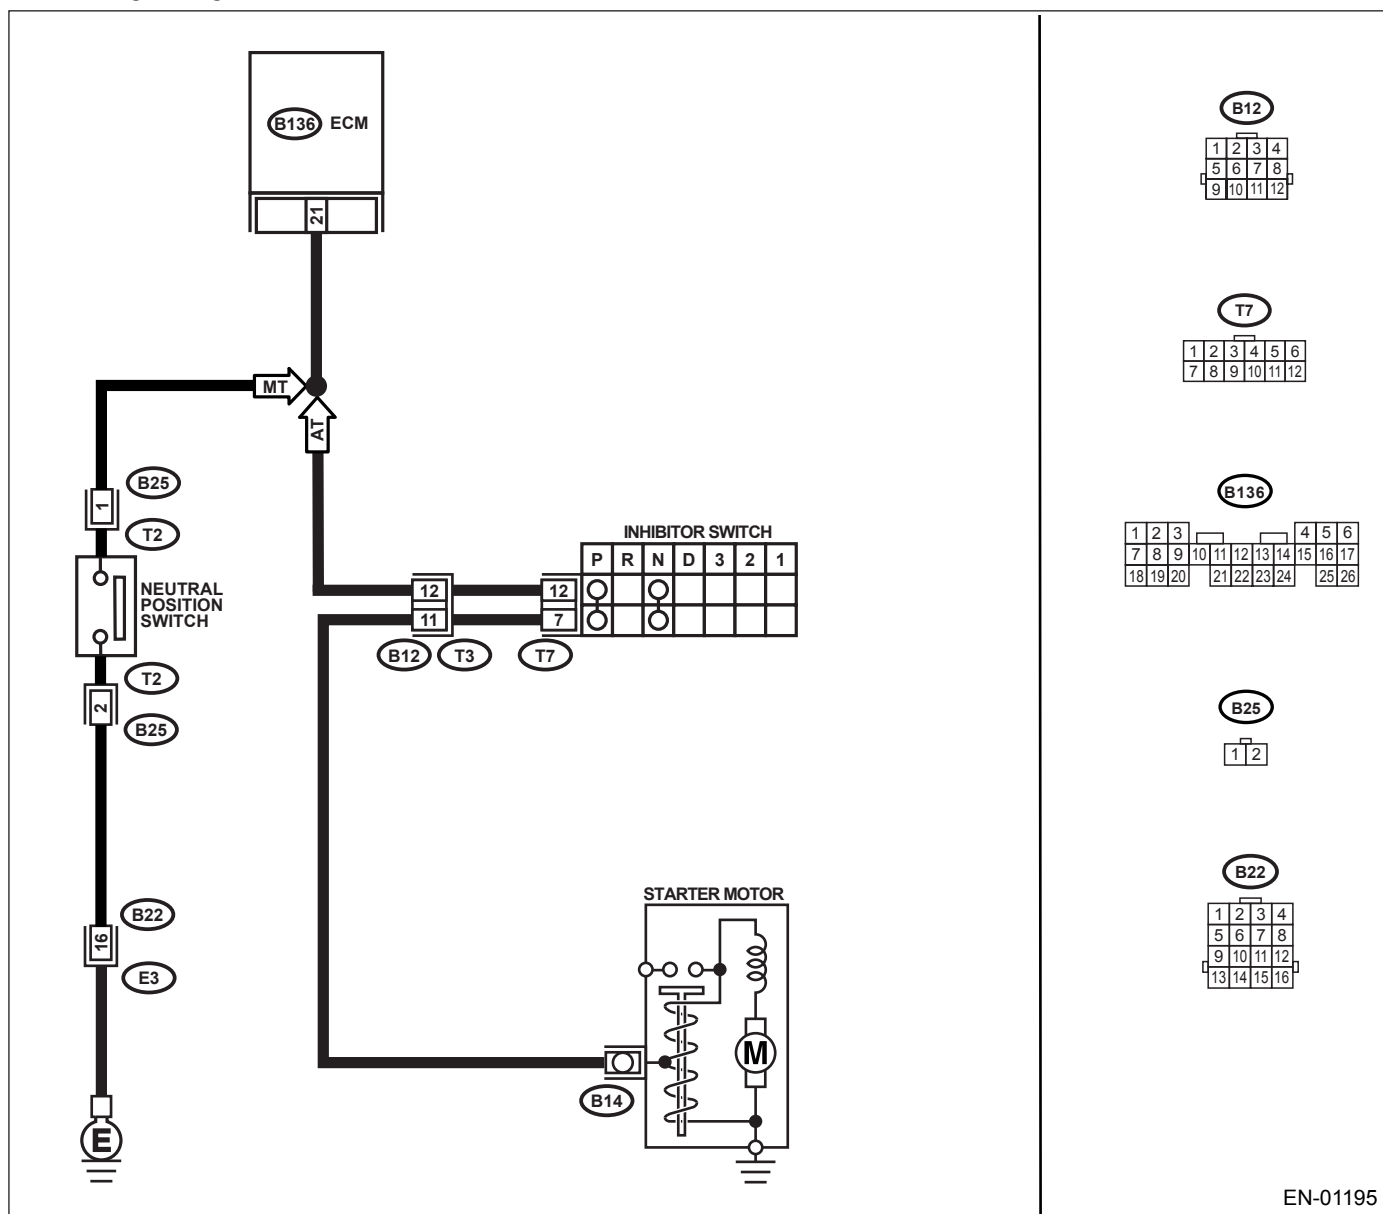 B136 ECM
21
MT
AT
B25
1
T2
NEUTRAL
POSITION
SWITCH
T2
2
B25
B22
16
E3
E
INHIBITOR SWITCH
P R N D 3 2 1
12 12
11 7
B12 T3 T7
STARTER MOTOR
M
B14
B12
1 2 3 4
5 6 7 8
9 10 11 12
T7
1 2 3 4 5 6
7 8 9 10 11 12
B136
1 2 3 4 5 6
7 8 9 10 11 12 13 14 15 16 17
18 19 20 21 22 23 24 25 26
B25
1 2
B22
1 2 3 4
5 6 7 8
9 10 11 12
13 14 15 16
EN-01195